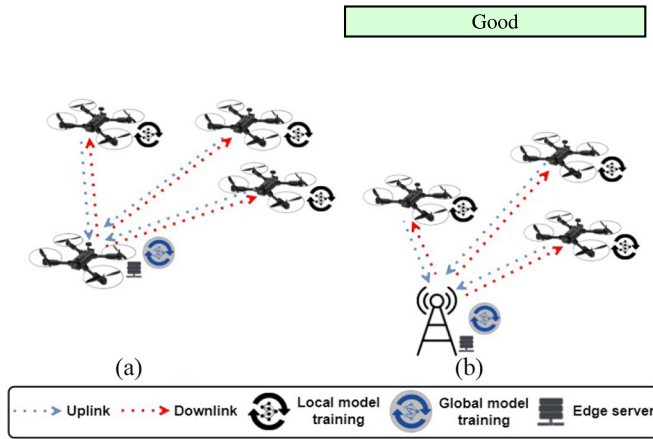 Good
(a)
(b)
Uplink
Downlink
Local model
training
Global model
training
Edge server